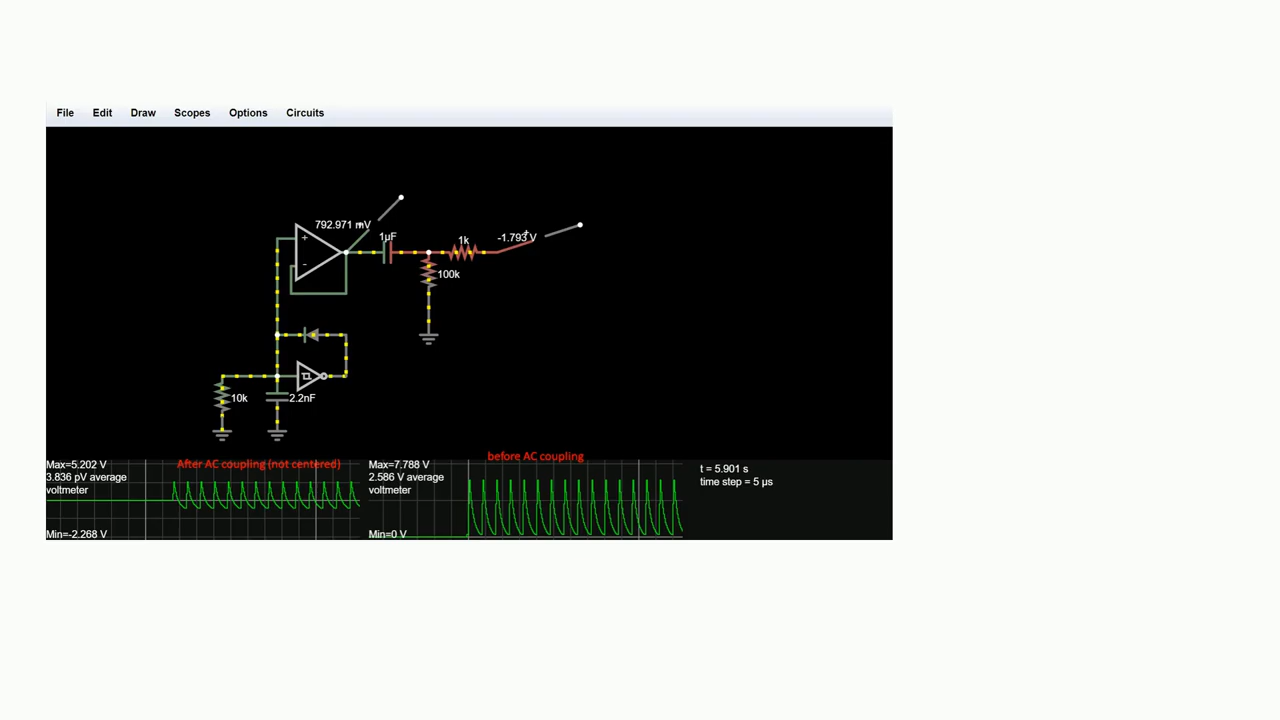 File Edit Draw Scopes Options Circuits
792.971 mV
1µF
1k
-1.793 V
+
-
100k
10k
2.2nF
Max=5.202 V
3.836 pV average
voltmeter
Min=-2.268 V
After AC coupling (not centered)
Max=7.788 V
2.586 V average
voltmeter
Min=0 V
before AC coupling
t = 5.901 s
time step = 5 µs